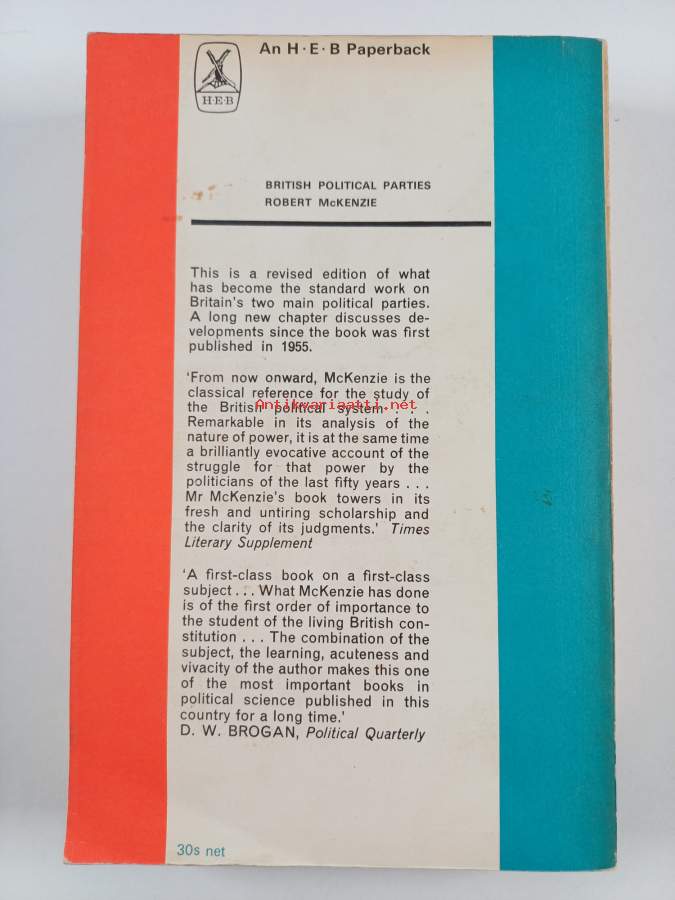 An H·E·B Paperback
H·E·B
BRITISH POLITICAL PARTIES
ROBERT McKENZIE
This is a revised edition of what
has become the standard work on
Britain's two main political parties.
A long new chapter discusses de-
velopments since the book was first
published in 1955.
'From now onward, McKenzie is the
classical reference for the study of
the British political system . . .
Antikvariaatti.net
Remarkable in its analysis of the
nature of power, it is at the same time
a brilliantly evocative account of the
struggle for that power by the
politicians of the last fifty years . . .
Mr McKenzie's book towers in its
fresh and untiring scholarship and
the clarity of its judgments.' Times
Literary Supplement
'A first-class book on a first-class
subject . . . What McKenzie has done
is of the first order of importance to
the student of the living British con-
stitution . . . The combination of the
subject, the learning, acuteness and
vivacity of the author makes this one
of the most important books in
political science published in this
country for a long time.'
D. W. BROGAN, Political Quarterly
30s net